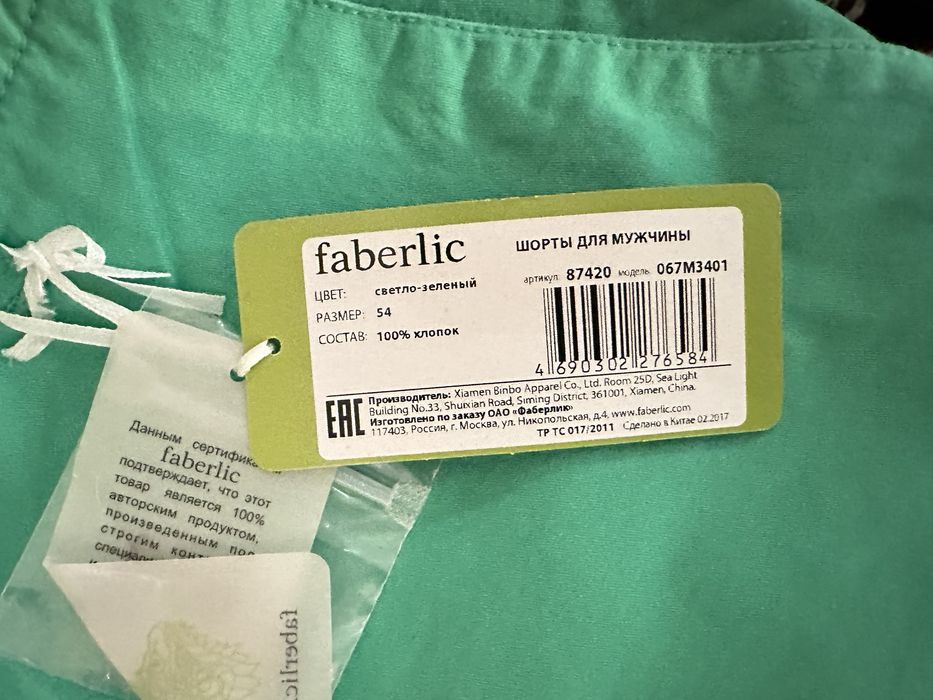 faberlic
ШОРТЫ ДЛЯ МУЖЧИНЫ
артикул 87420 модель 067M3401
ЦВЕТ: светло-зеленый
РАЗМЕР: 54
СОСТАВ: 100% хлопок
4 690302 276584
EAC
Производитель: Xiamen Binbo Apparel Co., Ltd. Room 25D, Sea Light
Building No.33, Shuixian Road, Siming District, 361001, Xiamen, China.
Изготовлено по заказу ОАО «Фаберлик»
117403, Россия, г. Москва, ул. Никопольская, д.4, www.faberlic.com
ТР ТС 017/2011 Сделано в Китае 02.2017
Данным
faberlic
подтверждает, что этот
товар является 100%
авторским продуктом,
произведенным
строгим
faberlic